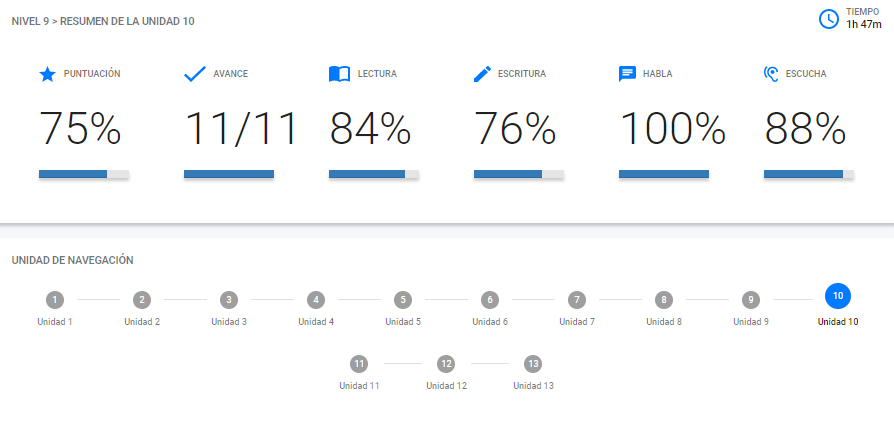 NIVEL 9 > RESUMEN DE LA UNIDAD 10
TIEMPO
1h 47m
PUNTUACIÓN
AVANCE
LECTURA
ESCRITURA
HABLA
ESCUCHA
75%
11/11
84%
76%
100%
88%
UNIDAD DE NAVEGACIÓN
1
2
3
4
5
6
7
8
9
10
Unidad 1
Unidad 2
Unidad 3
Unidad 4
Unidad 5
Unidad 6
Unidad 7
Unidad 8
Unidad 9
Unidad 10
11
12
13
Unidad 11
Unidad 12
Unidad 13